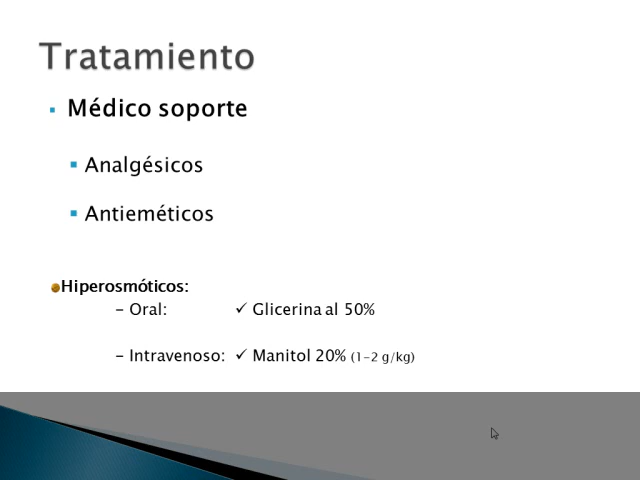 Tratamiento
▪ Médico soporte
▪ Analgésicos
▪ Antieméticos
Hiperosmóticos:
– Oral: ✓ Glicerina al 50%
– Intravenoso: ✓ Manitol 20% (1-2 g/kg)